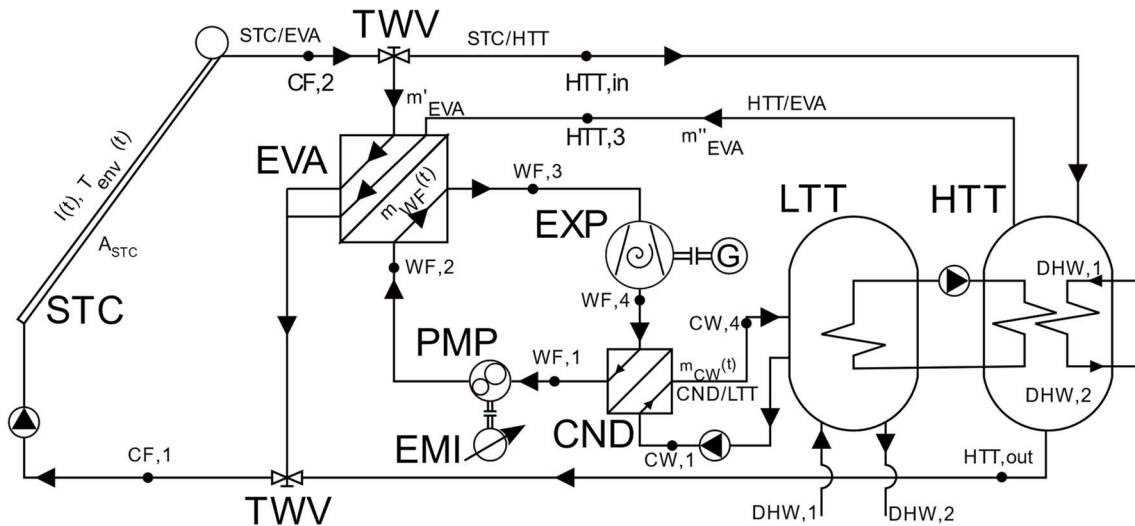 TWV
STC/EVA
STC/HTT
CF,2
HTT,in
m'EVA
HTT/EVA
HTT,3
m''EVA
I(t), Tenv (t)
ASTC
STC
EVA
mWF(t)
WF,3
EXP
G
LTT
HTT
WF,2
WF,4
DHW,1
CW,4
PMP
WF,1
mCW(t)
CND/LTT
DHW,2
CND
EMI
CW,1
CF,1
HTT,out
TWV
DHW,1
DHW,2